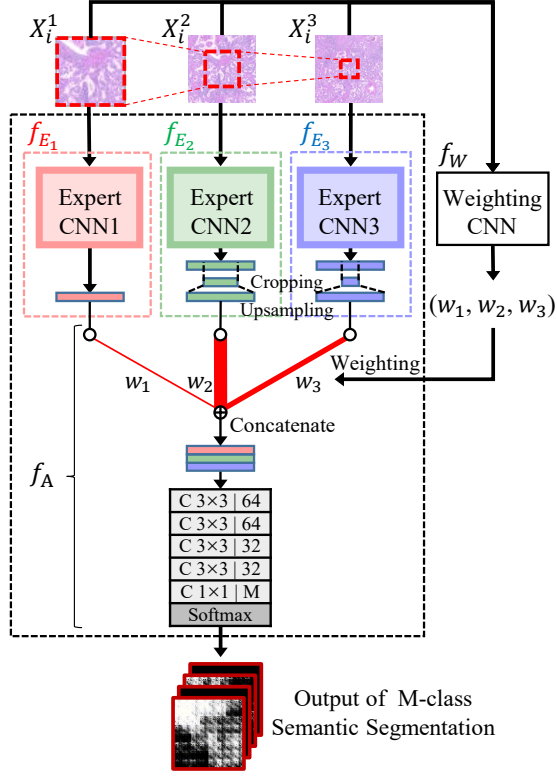 X_i^1 X_i^2 X_i^3
f_{E_1} f_{E_2} f_{E_3} f_W
Expert
CNN1
Expert
CNN2
Expert
CNN3
Weighting
CNN
Cropping
Upsampling
(w_1, w_2, w_3)
Weighting
w_1 w_2 w_3
Concatenate
f_A
C 3×3 | 64
C 3×3 | 64
C 3×3 | 32
C 3×3 | 32
C 1×1 | M
Softmax
Output of M-class
Semantic Segmentation